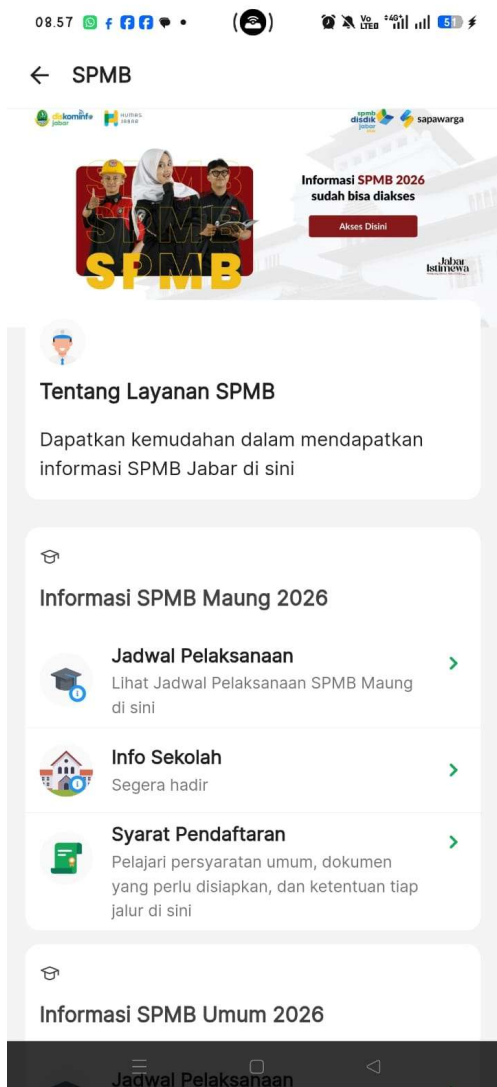 08.57
SPMB
diskominfo jabar
HUMAS JABAR
spmb disdik jabar
sapawarga
Informasi SPMB 2026
sudah bisa diakses
Akses Disini
SPMB
SPMB
SPMB
Jabar
Istimewa
Tentang Layanan SPMB
Dapatkan kemudahan dalam mendapatkan
informasi SPMB Jabar di sini
Informasi SPMB Maung 2026
Jadwal Pelaksanaan
Lihat Jadwal Pelaksanaan SPMB Maung
di sini
Info Sekolah
Segera hadir
Syarat Pendaftaran
Pelajari persyaratan umum, dokumen
yang perlu disiapkan, dan ketentuan tiap
jalur di sini
Informasi SPMB Umum 2026
Jadwal Pelaksanaan